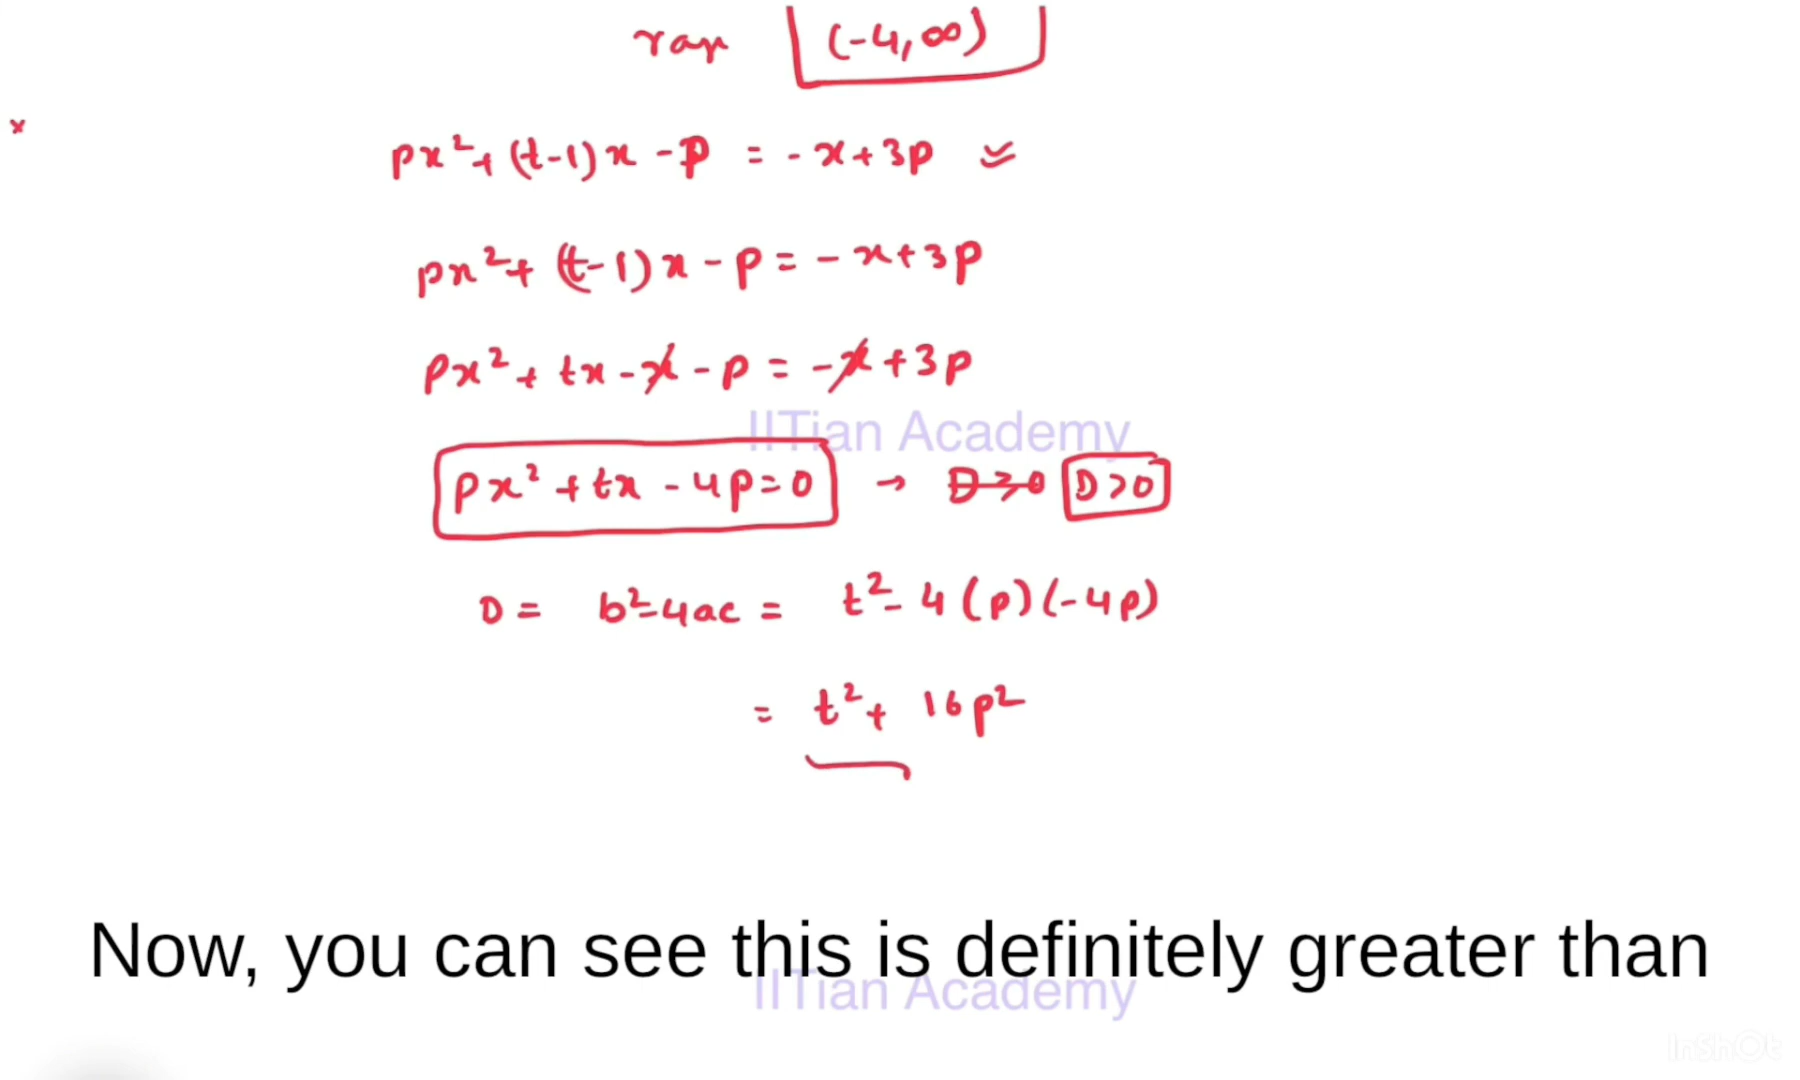 ran (-4, ∞)
x
px² + (t-1)x - p = -x + 3p
px² + (t-1)x - p = -x + 3p
px² + tx - x - p = -x + 3p
IITian Academy
px² + tx - 4p = 0 → D ≥ 0 D > 0
D = b² - 4ac = t² - 4(p)(-4p)
= t² + 16p²
Now, you can see this is definitely greater than
IITian Academy
InShOt